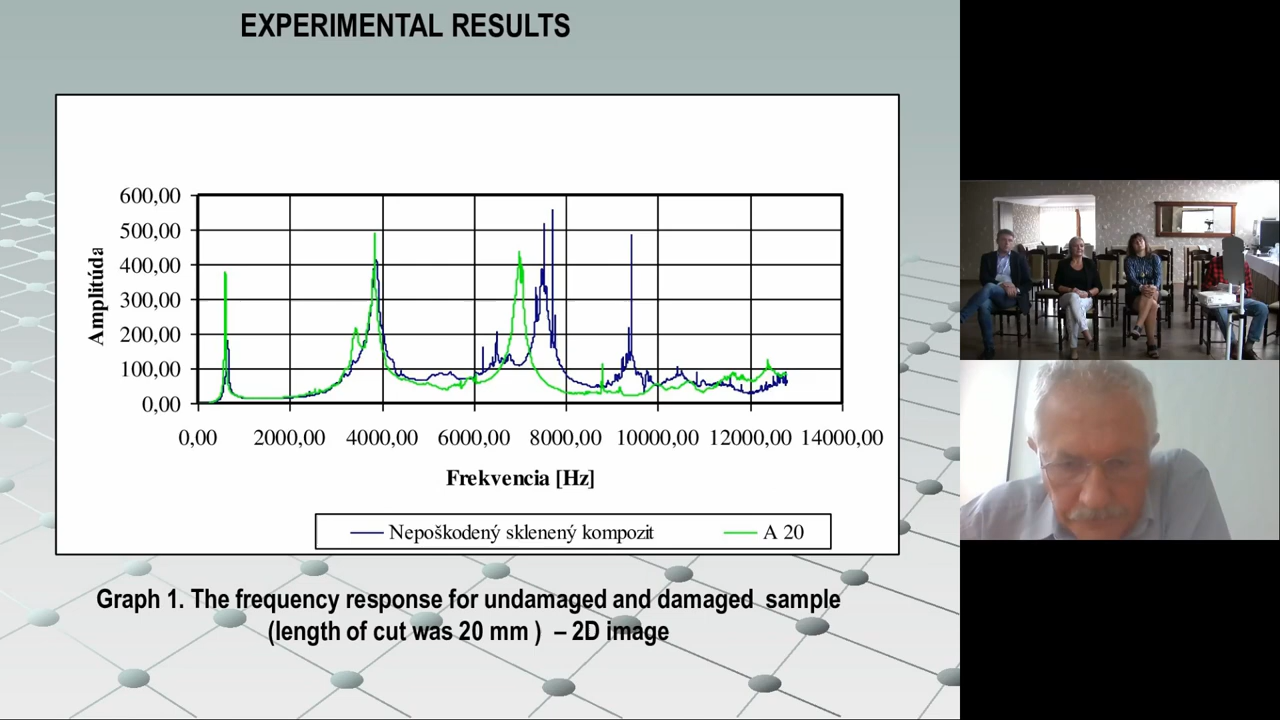 EXPERIMENTAL RESULTS
600,00
500,00
400,00
300,00
200,00
100,00
0,00
Amplitúda
0,00 2000,00 4000,00 6000,00 8000,00 10000,00 12000,00 14000,00
Frekvencia [Hz]
Nepoškodený sklenený kompozit A 20
Graph 1. The frequency response for undamaged and damaged sample
(length of cut was 20 mm ) – 2D image